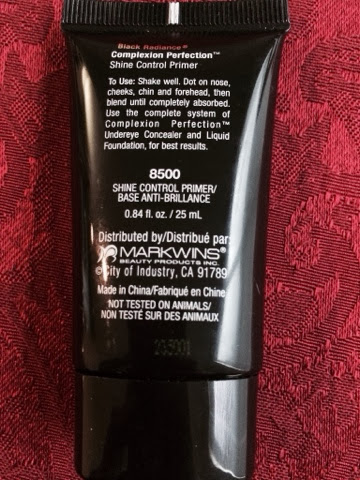 Black Radiance®
Complexion Perfection™
Shine Control Primer
To Use: Shake well. Dot on nose,
cheeks, chin and forehead, then
blend until completely absorbed.
Use the complete system of
Complexion Perfection™
Undereye Concealer and Liquid
Foundation, for best results.
8500
SHINE CONTROL PRIMER/
BASE ANTI-BRILLANCE
0.84 fl. oz. / 25 mL
Distributed by/Distribué par
MARKWINS®
BEAUTY PRODUCTS INC.
©City of Industry, CA 91789
Made in China/Fabriqué en Chine
NOT TESTED ON ANIMALS/
NON TESTÉ SUR DES ANIMAUX